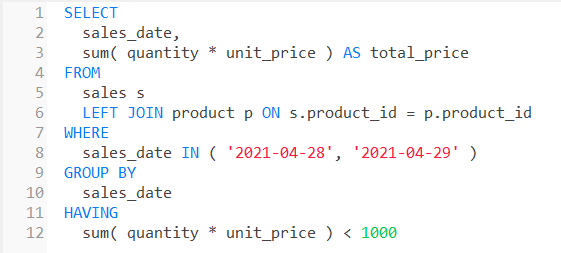 1 SELECT
2   sales_date,
3   sum( quantity * unit_price ) AS total_price
4 FROM
5   sales s
6   LEFT JOIN product p ON s.product_id = p.product_id
7 WHERE
8   sales_date IN ( '2021-04-28', '2021-04-29' )
9 GROUP BY
10   sales_date
11 HAVING
12   sum( quantity * unit_price ) < 1000